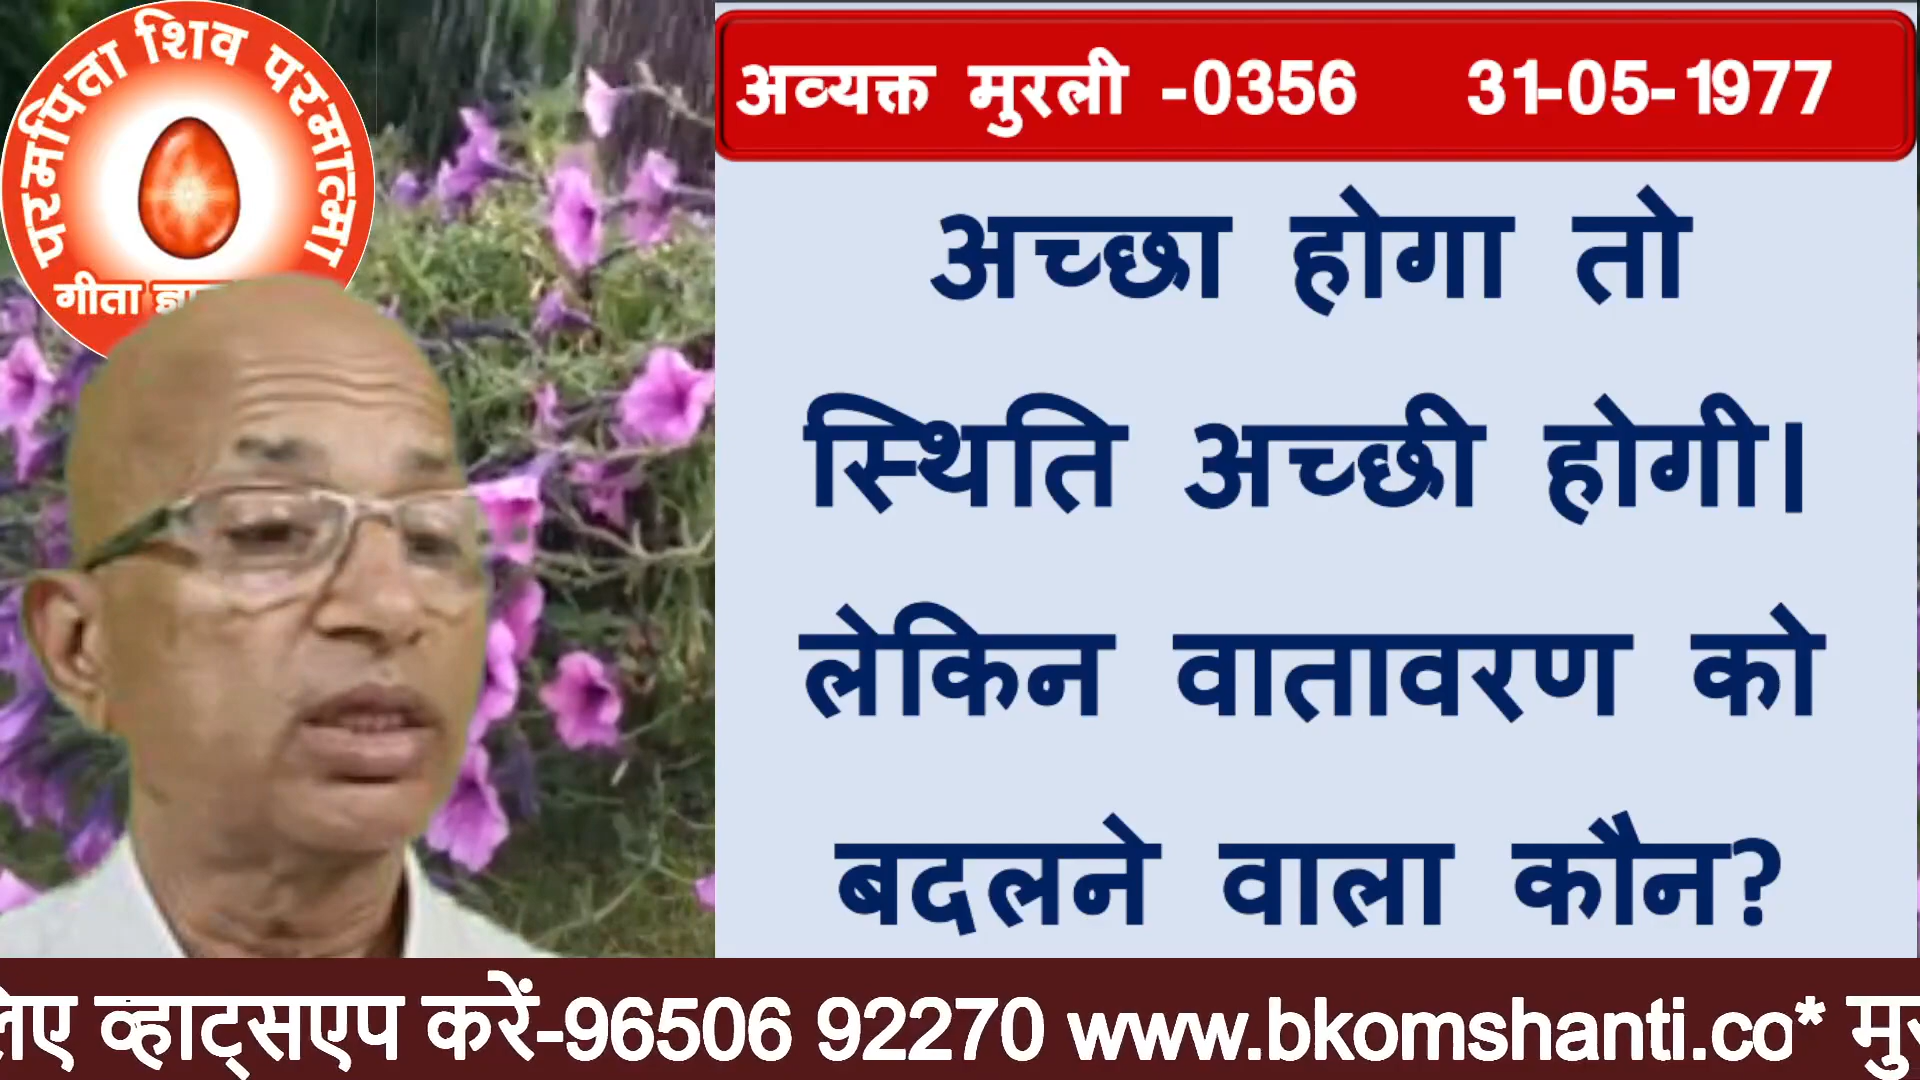 परमपिता शिव परमात्मा
गीता
अव्यक्त मुरली -0356 31-05-1977
अच्छा होगा तो
स्थिति अच्छी होगी।
लेकिन वातावरण को
बदलने वाला कौन?
व्हाट्सएप करें-96506 92270 www.bkomshanti.co*